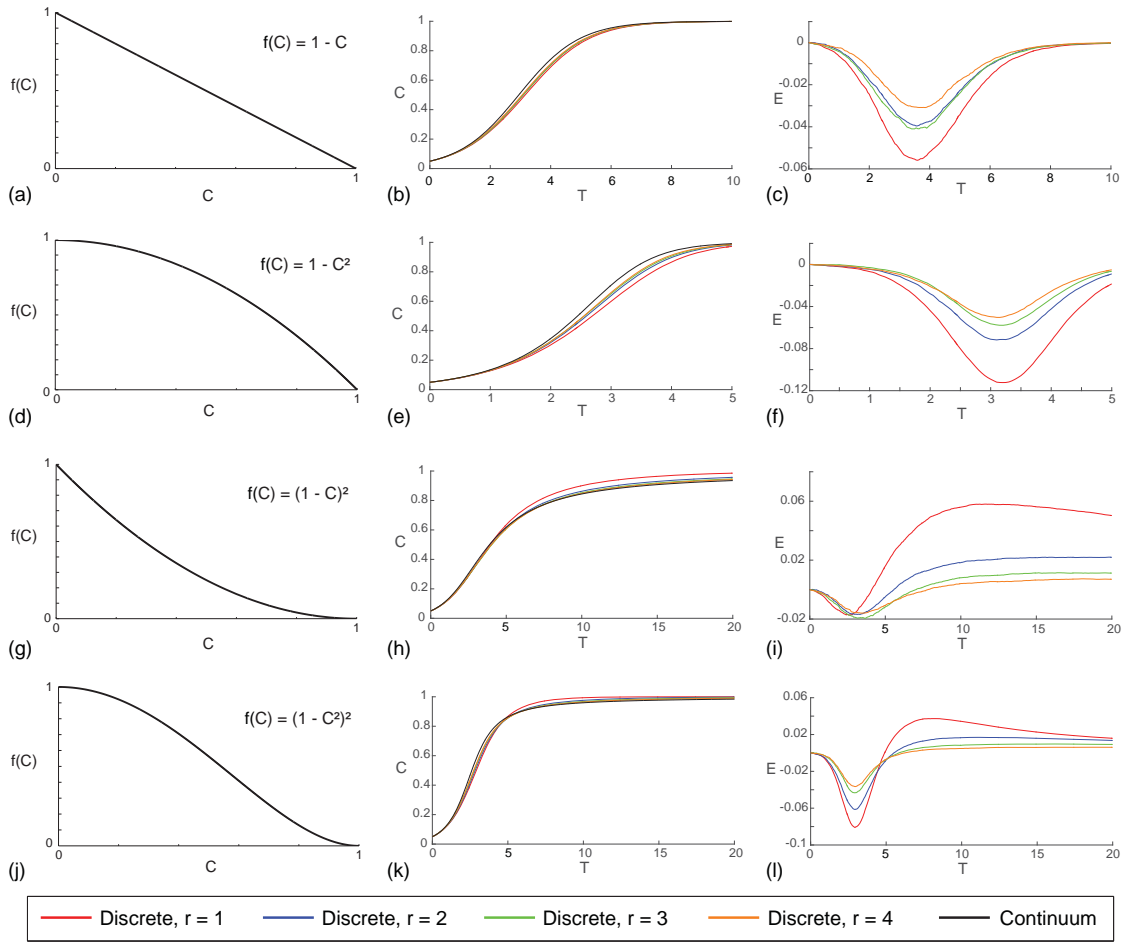 1
f(C)
0
0
C
1
f(C) = 1 - C
(a)
1
0.8
0.6
0.4
0.2
0
C
0
2
4
6
8
10
T
(b)
0
-0.02
-0.04
-0.06
E
0
2
4
6
8
10
T
(c)
1
f(C)
0
0
C
1
f(C) = 1 - C²
(d)
1
0.8
0.6
0.4
0.2
0
C
0
1
2
3
4
5
T
(e)
0
-0.04
-0.08
-0.12
E
0
1
2
3
4
5
T
(f)
1
f(C)
0
0
C
1
f(C) = (1 - C)²
(g)
1
0.8
0.6
0.4
0.2
0
C
0
5
10
15
20
T
(h)
0.06
0.02
-0.02
E
0
5
10
15
20
T
(i)
1
f(C)
0
0
C
1
f(C) = (1 - C²)²
(j)
1
0.8
0.6
0.4
0.2
0
C
0
5
10
15
20
T
(k)
0.06
0.02
-0.02
-0.06
-0.1
E
0
5
10
15
20
T
(l)
Discrete, r = 1 Discrete, r = 2 Discrete, r = 3 Discrete, r = 4 Continuum